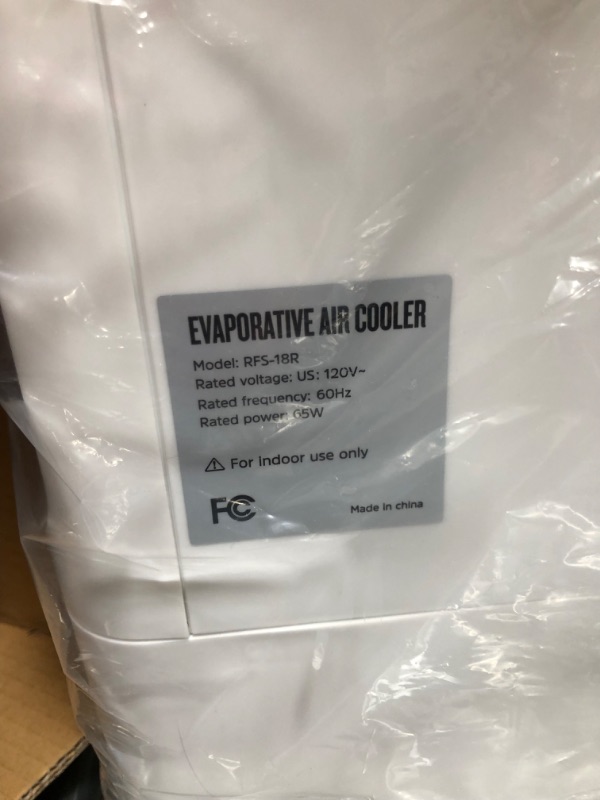 EVAPORATIVE AIR COOLER
Model: RFS-18R
Rated voltage: US: 120V~
Rated frequency: 60Hz
Rated power: 65W
⚠ For indoor use only
FC
Made in china